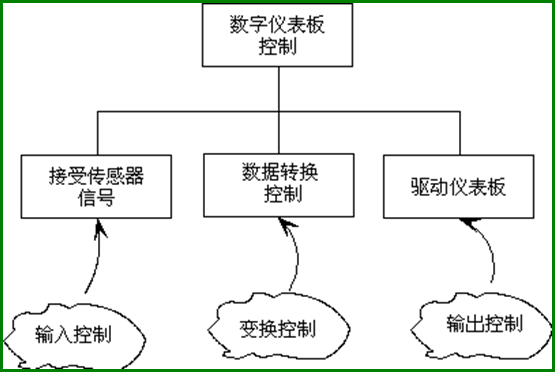 数字仪表板
控制
接受传感器
信号
数据转换
控制
驱动仪表板
输入控制
变换控制
输出控制